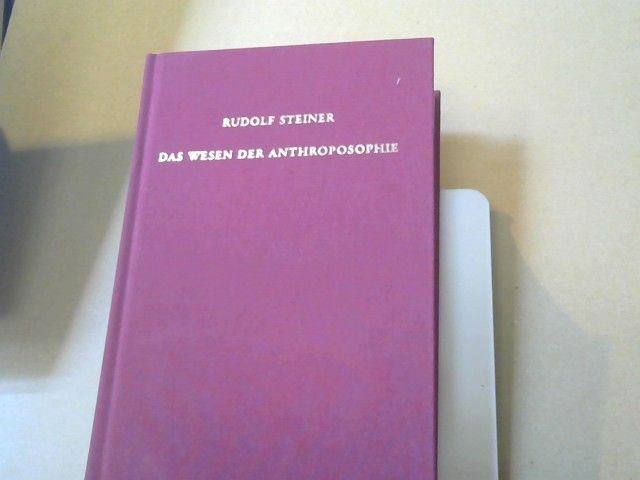 RUDOLF STEINER
DAS WESEN DER ANTHROPOSOPHIE